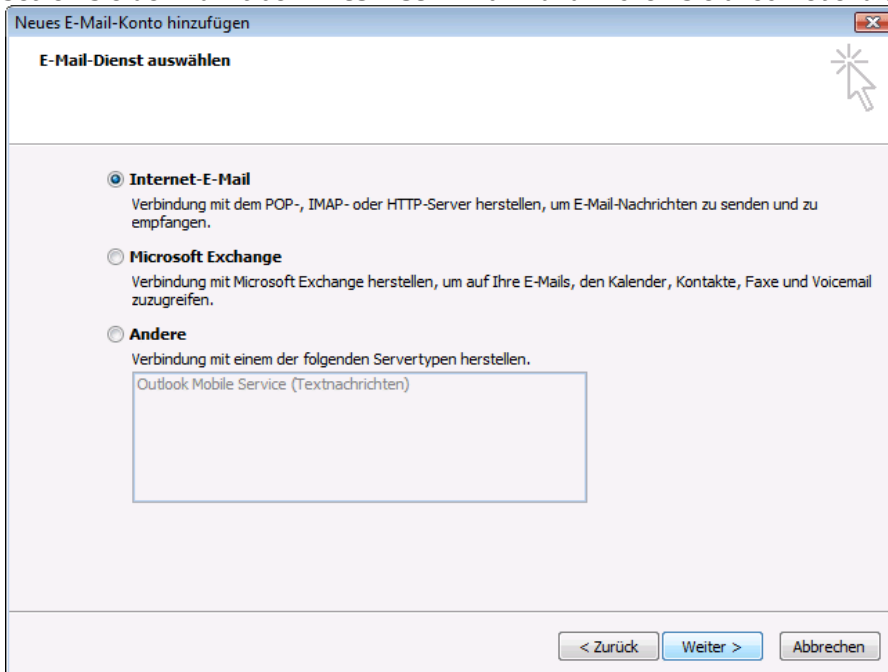 Neues E-Mail-Konto hinzufügen
E-Mail-Dienst auswählen
Internet-E-Mail
Verbindung mit dem POP-, IMAP- oder HTTP-Server herstellen, um E-Mail-Nachrichten zu senden und zu
empfangen.
Microsoft Exchange
Verbindung mit Microsoft Exchange herstellen, um auf Ihre E-Mails, den Kalender, Kontakte, Faxe und Voicemail
zuzugreifen.
Andere
Verbindung mit einem der folgenden Servertypen herstellen.
Outlook Mobile Service (Textnachrichten)
< Zurück Weiter > Abbrechen